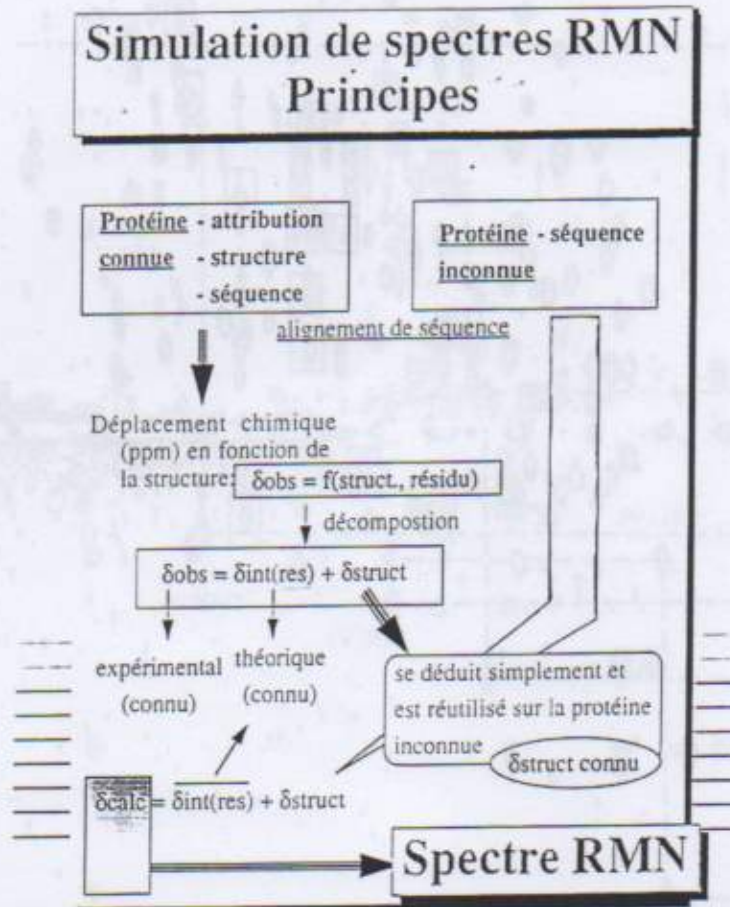 Simulation de spectres RMN
Principes
Protéine - attribution
connue - structure
- séquence
Protéine - séquence
inconnue
alignement de séquence
Déplacement chimique
(ppm) en fonction de
la structure:
δobs = f(struct., résidu)
décompostion
δobs = δint(res) + δstruct
expérimental
(connu)
théorique
(connu)
se déduit simplement et
est réutilisé sur la protéine
inconnue
δstruct connu
δcalc = δint(res) + δstruct
Spectre RMN